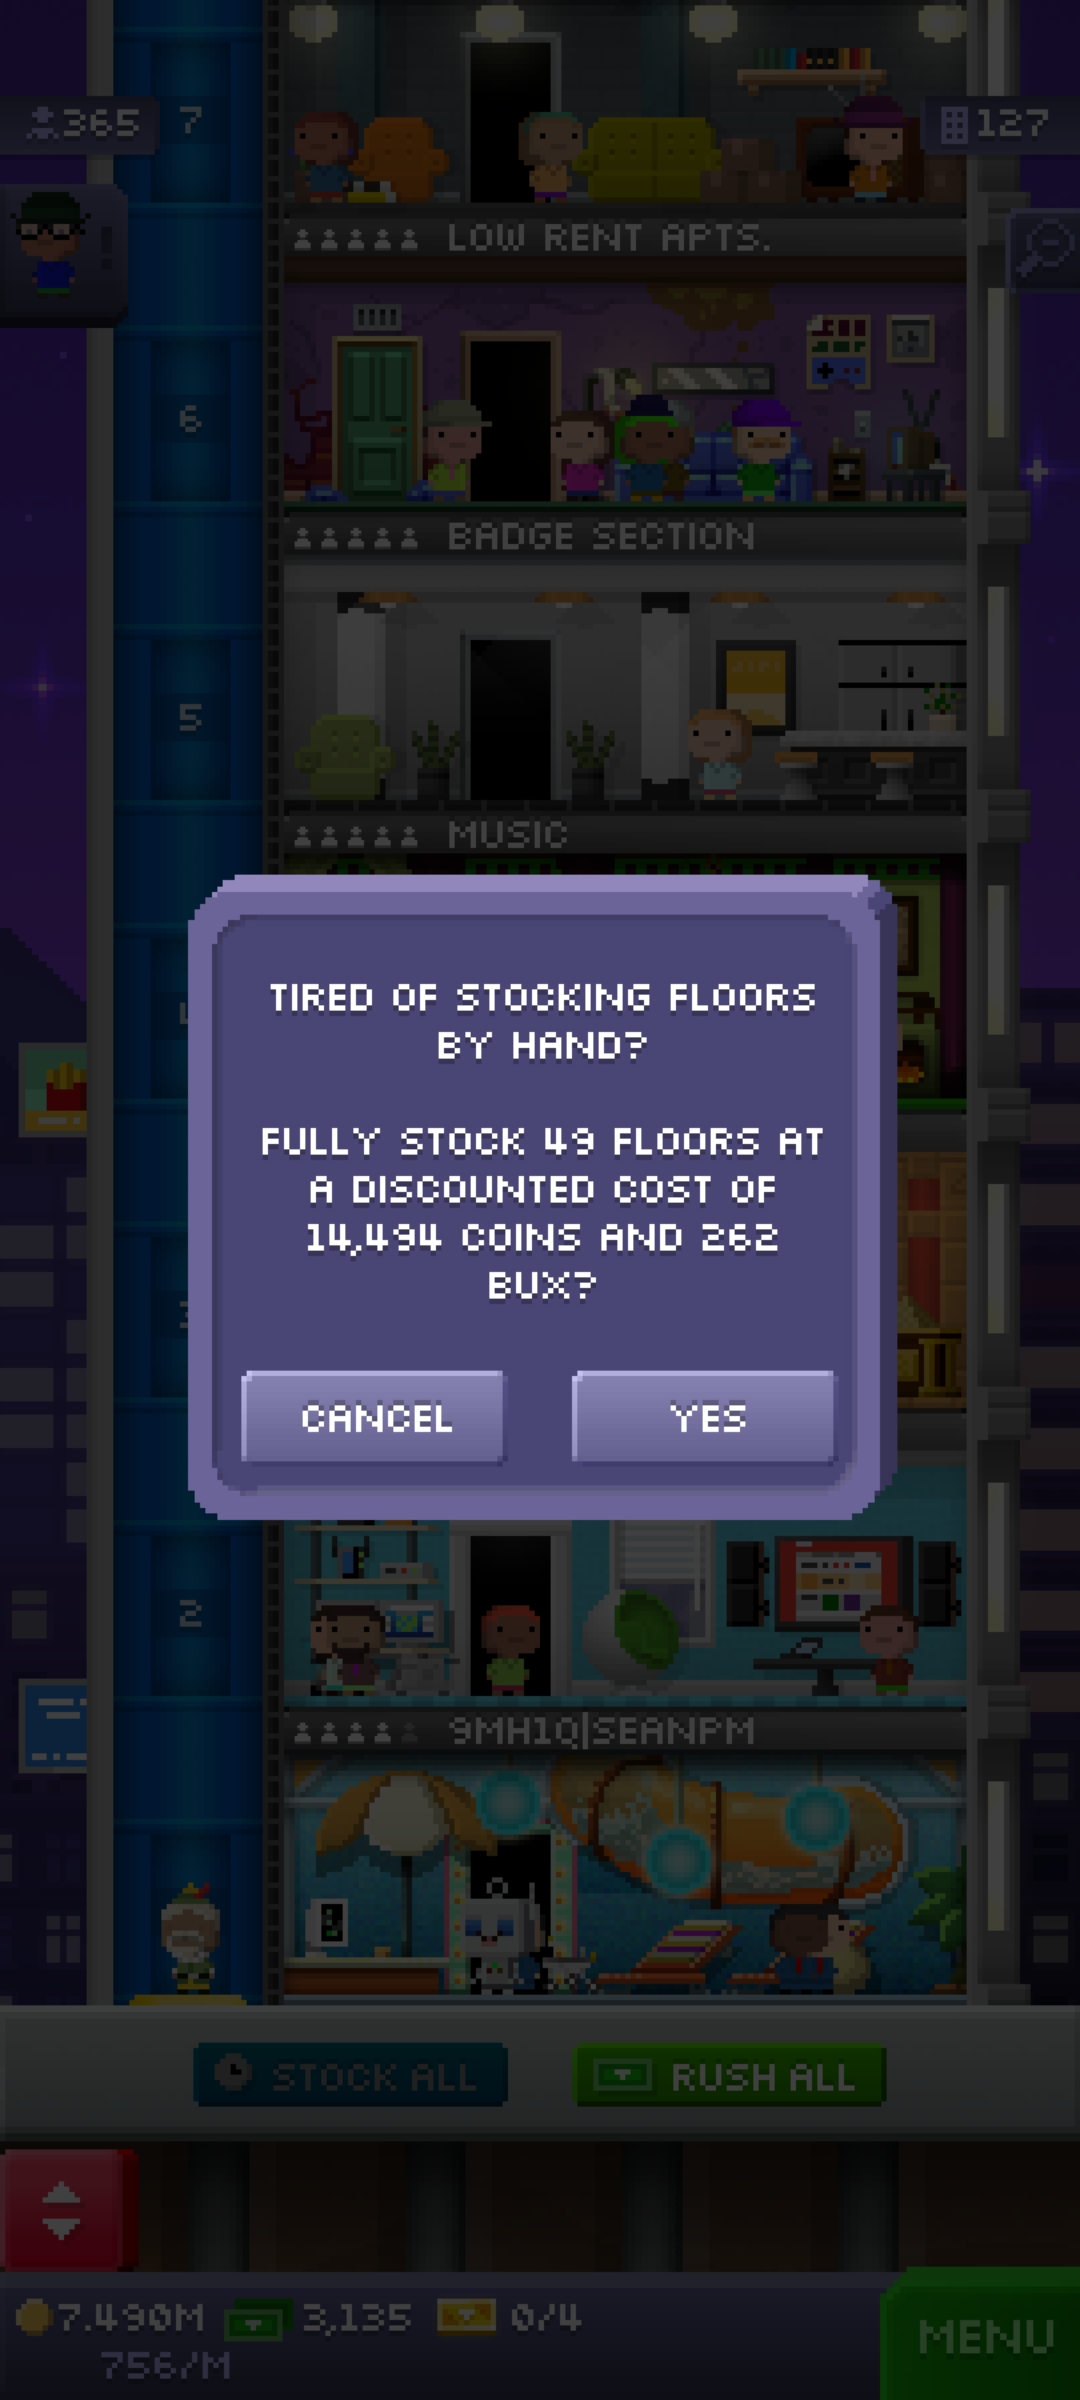 365
7
127
LOW RENT APTS.
6
BADGE SECTION
5
MUSIC
TIRED OF STOCKING FLOORS
BY HAND?
FULLY STOCK 49 FLOORS AT
A DISCOUNTED COST OF
14,494 COINS AND 262
BUX?
CANCEL
YES
2
9MH1Q|SEANPM
STOCK ALL
RUSH ALL
7.490M
3,135
0/4
756/M
MENU